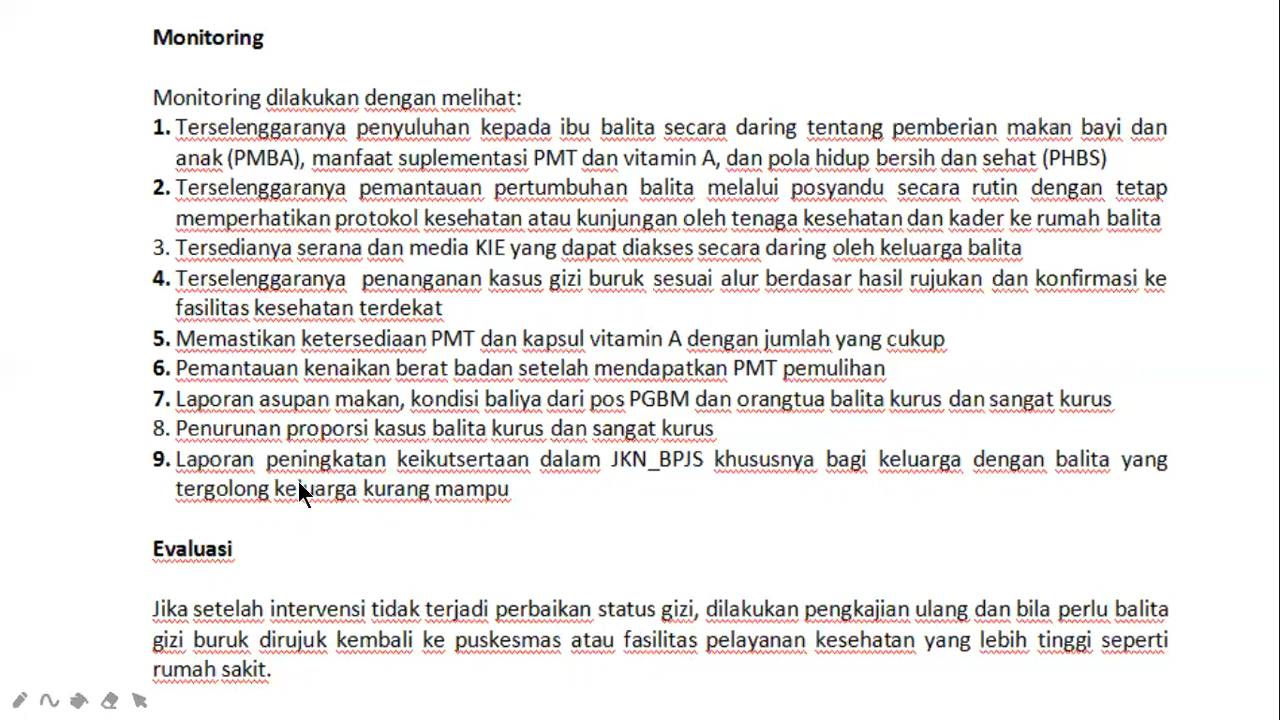 Monitoring
Monitoring dilakukan dengan melihat:
1. Terselenggaranya penyuluhan kepada ibu balita secara daring tentang pemberian makan bayi dan
anak (PMBA), manfaat suplementasi PMT dan vitamin A, dan pola hidup bersih dan sehat (PHBS)
2. Terselenggaranya pemantauan pertumbuhan balita melalui posyandu secara rutin dengan tetap
memperhatikan protokol kesehatan atau kunjungan oleh tenaga kesehatan dan kader ke rumah balita
3. Tersedianya serana dan media KIE yang dapat diakses secara daring oleh keluarga balita
4. Terselenggaranya penanganan kasus gizi buruk sesuai alur berdasar hasil rujukan dan konfirmasi ke
fasilitas kesehatan terdekat
5. Memastikan ketersediaan PMT dan kapsul vitamin A dengan jumlah yang cukup
6. Pemantauan kenaikan berat badan setelah mendapatkan PMT pemulihan
7. Laporan asupan makan, kondisi baliya dari pos PGBM dan orangtua balita kurus dan sangat kurus
8. Penurunan proporsi kasus balita kurus dan sangat kurus
9. Laporan peningkatan keikutsertaan dalam JKN_BPJS khususnya bagi keluarga dengan balita yang
tergolong keluarga kurang mampu
Evaluasi
Jika setelah intervensi tidak terjadi perbaikan status gizi, dilakukan pengkajian ulang dan bila perlu balita
gizi buruk dirujuk kembali ke puskesmas atau fasilitas pelayanan kesehatan yang lebih tinggi seperti
rumah sakit.